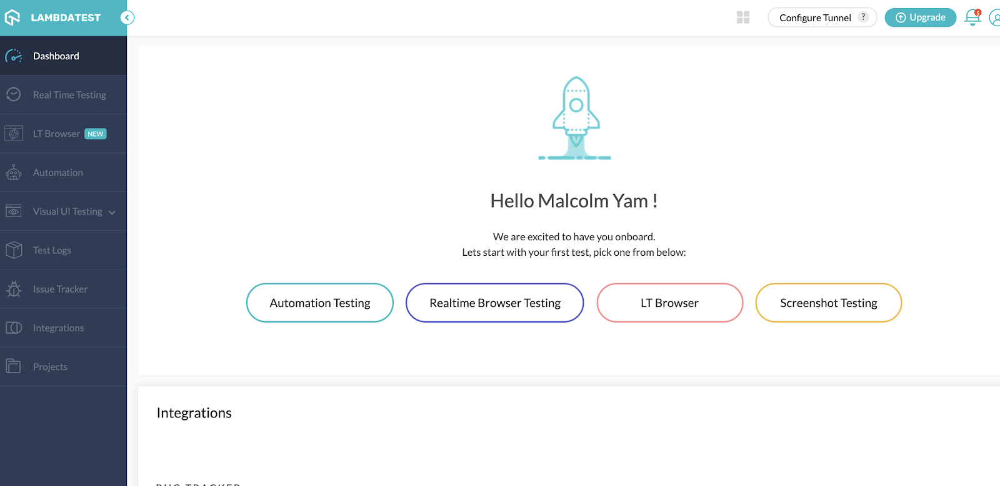 LAMBDATEST
Configure Tunnel ?
Upgrade
5
Dashboard
Real Time Testing
LT Browser NEW
Automation
Visual UI Testing
Test Logs
Issue Tracker
Integrations
Projects
Hello Malcolm Yam !
We are excited to have you onboard.
Lets start with your first test, pick one from below:
Automation Testing
Realtime Browser Testing
LT Browser
Screenshot Testing
Integrations
BUG TRACKER